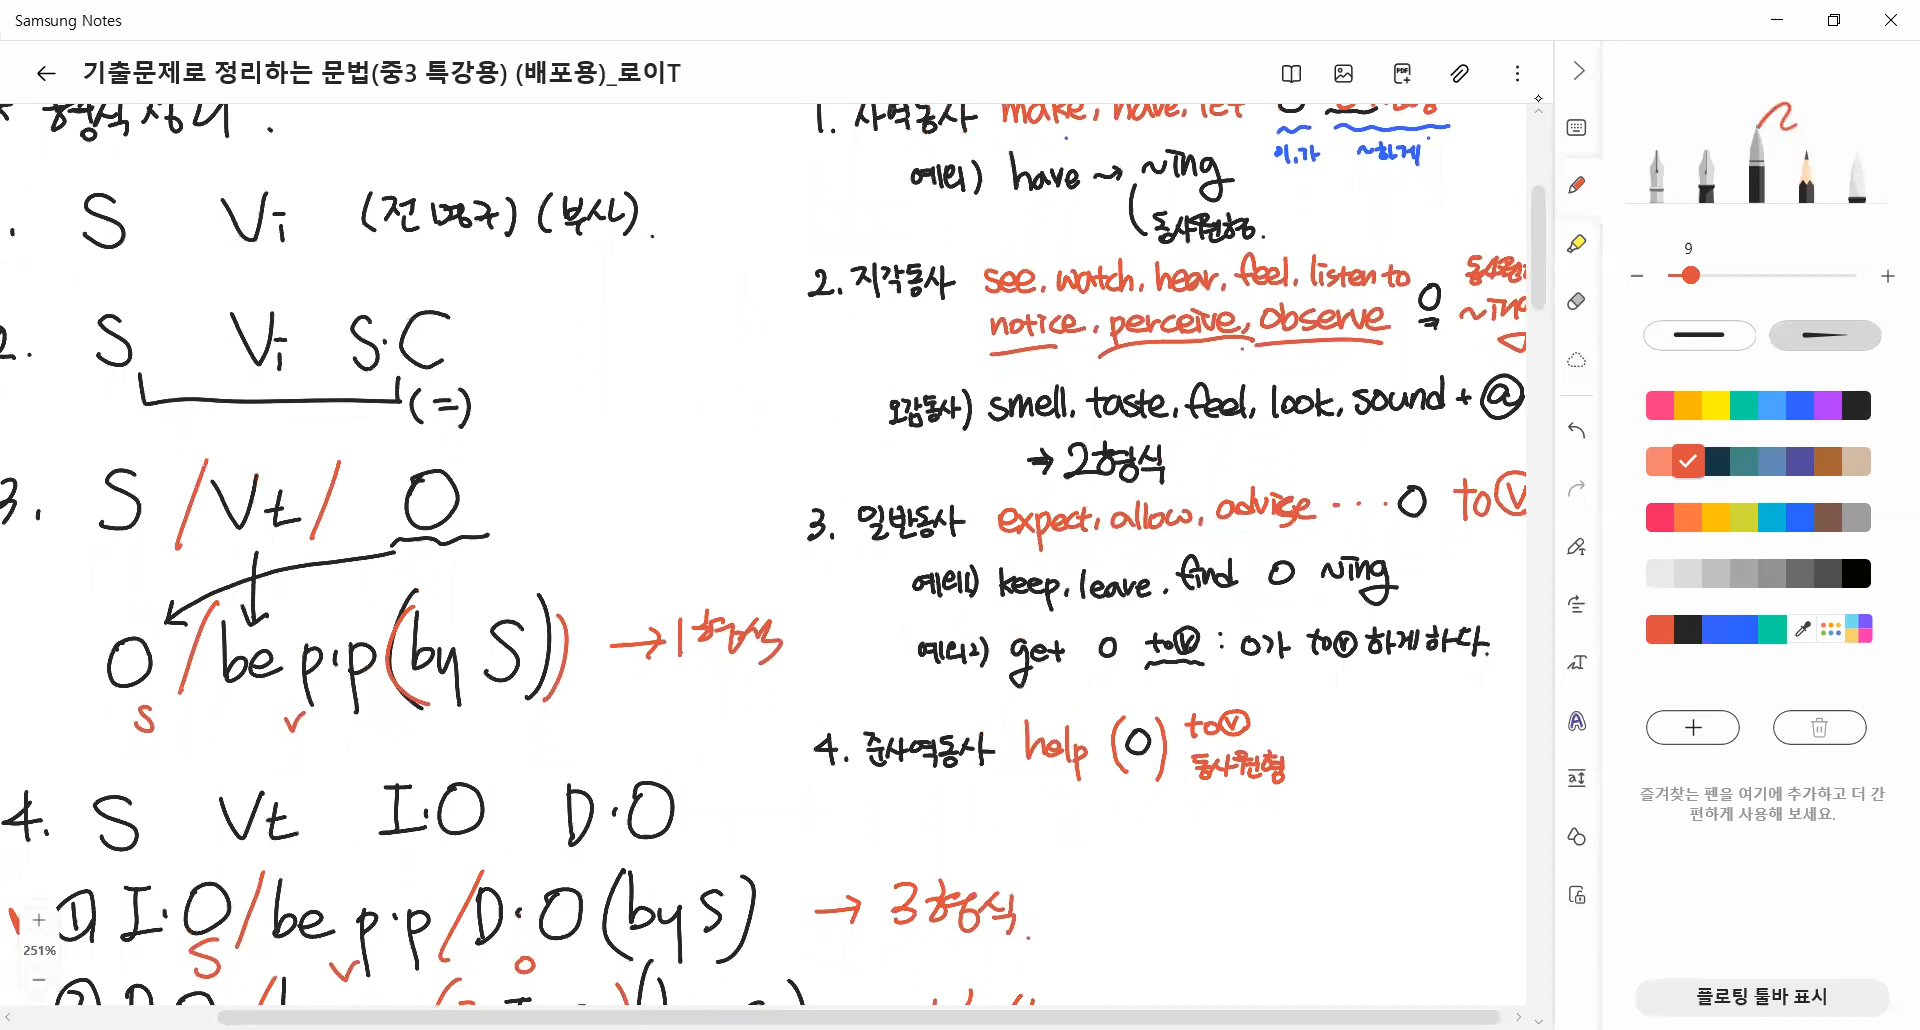 Samsung Notes
기출문제로 정리하는 문법(중3 특강용) (배포용)_로이T
형식 정리.
S Vi (전명구) (부사).
2. S Vi S·C
(=)
3. S / Vt / O
O / be p·p (by S) → 1형식
S V
4. S Vt I·O D·O
① I·O / be p·p / D·O (by S) → 3형식.
S V O
1. 사역동사 make, have, let
이,가 ~하게
예외) have → ~ing
동사원형.
2. 지각동사 see, watch, hear, feel, listen to
notice, perceive, observe O ~ing
오감동사) smell, taste, feel, look, sound + ⓐ
→ 2형식
3. 일반동사 expect, allow, advise ···· O to ⓥ
예외1) keep, leave, find O ~ing
예외2) get O to ⓥ : O가 to ⓥ 하게 하다.
4. 준사역동사 help (O) to ⓥ
동사원형
251%
9
즐겨찾는 펜을 여기에 추가하고 더 간
편하게 사용해 보세요.
플로팅 툴바 표시